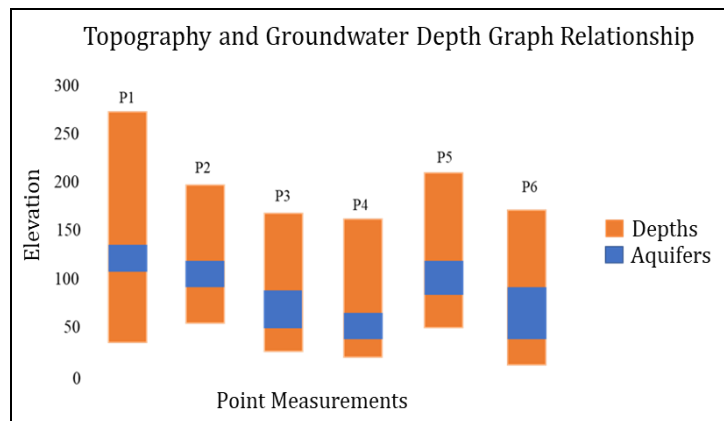 Topography and Groundwater Depth Graph Relationship
300
250
200
150
100
50
0
Elevation
P1
P2
P3
P4
P5
P6
Depths
Aquifers
Point Measurements